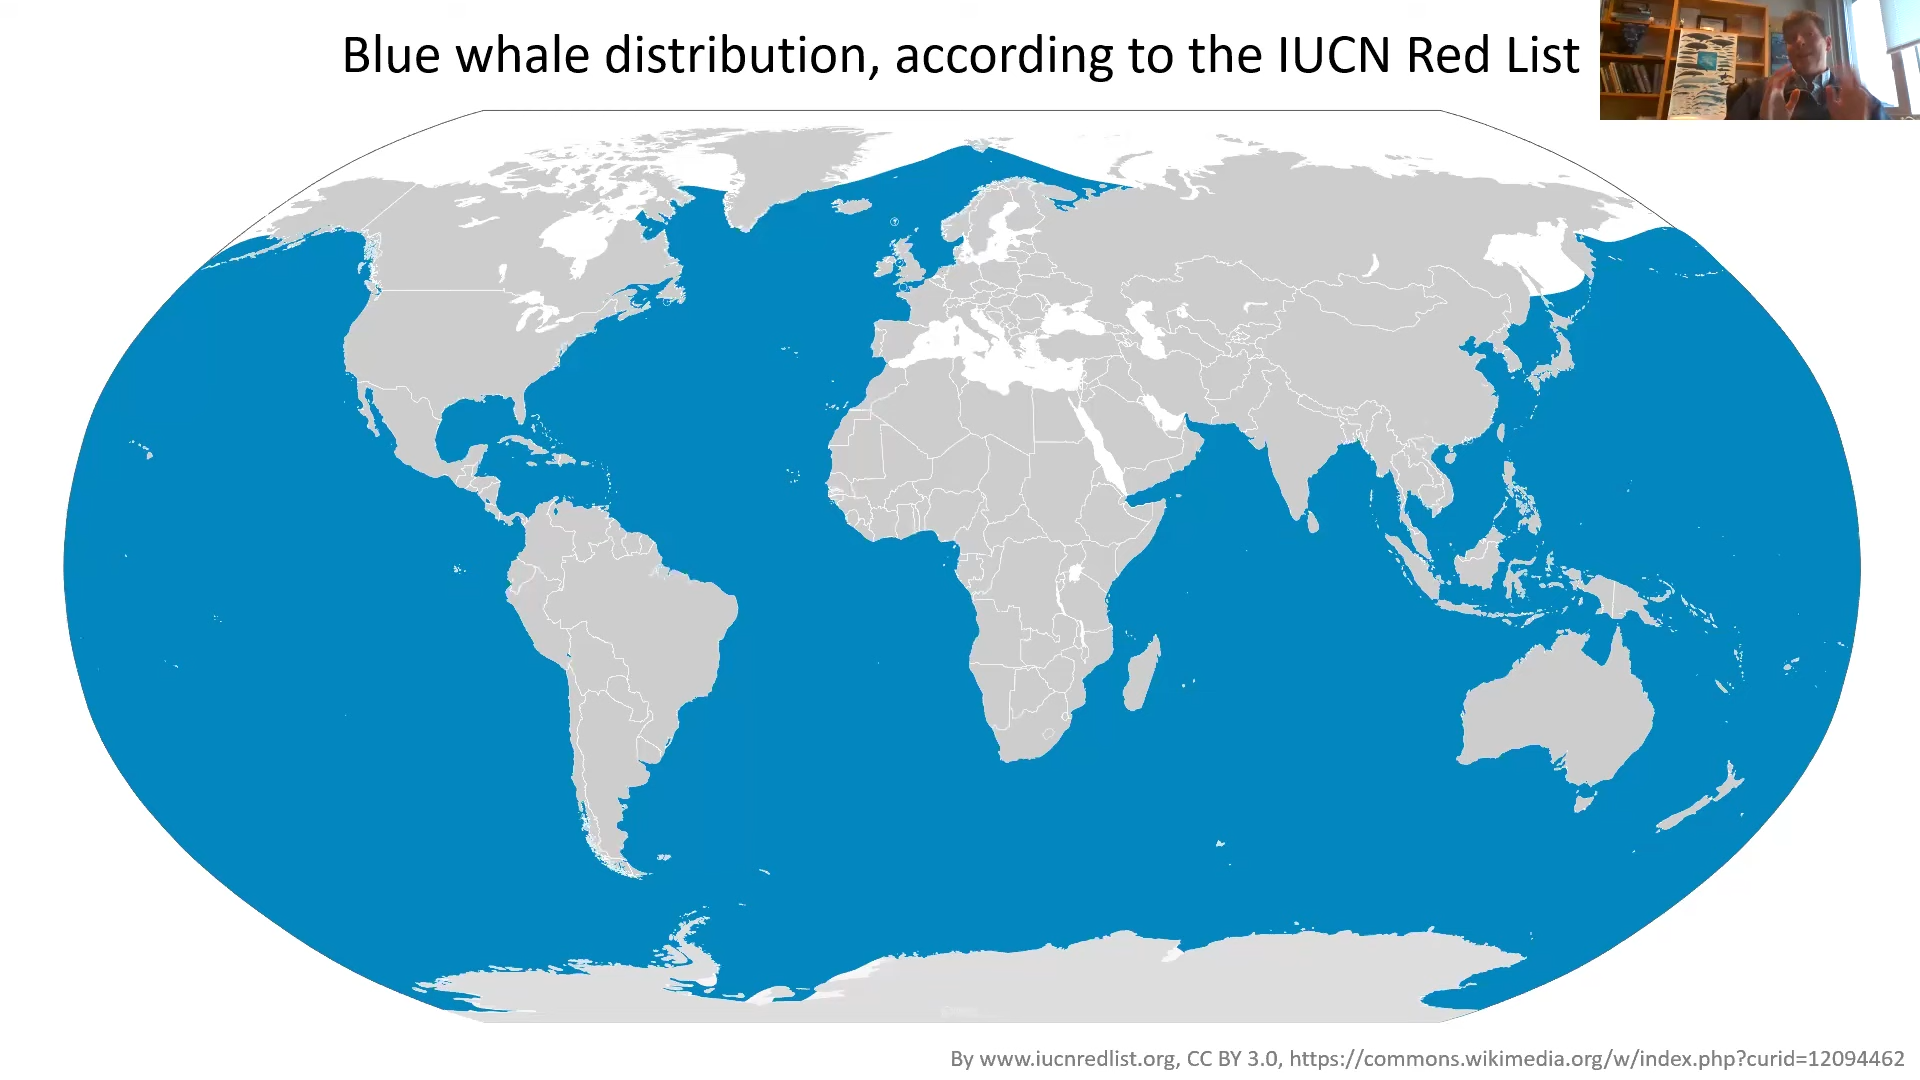 Blue whale distribution, according to the IUCN Red List
By www.iucnredlist.org, CC BY 3.0, https://commons.wikimedia.org/w/index.php?curid=12094462